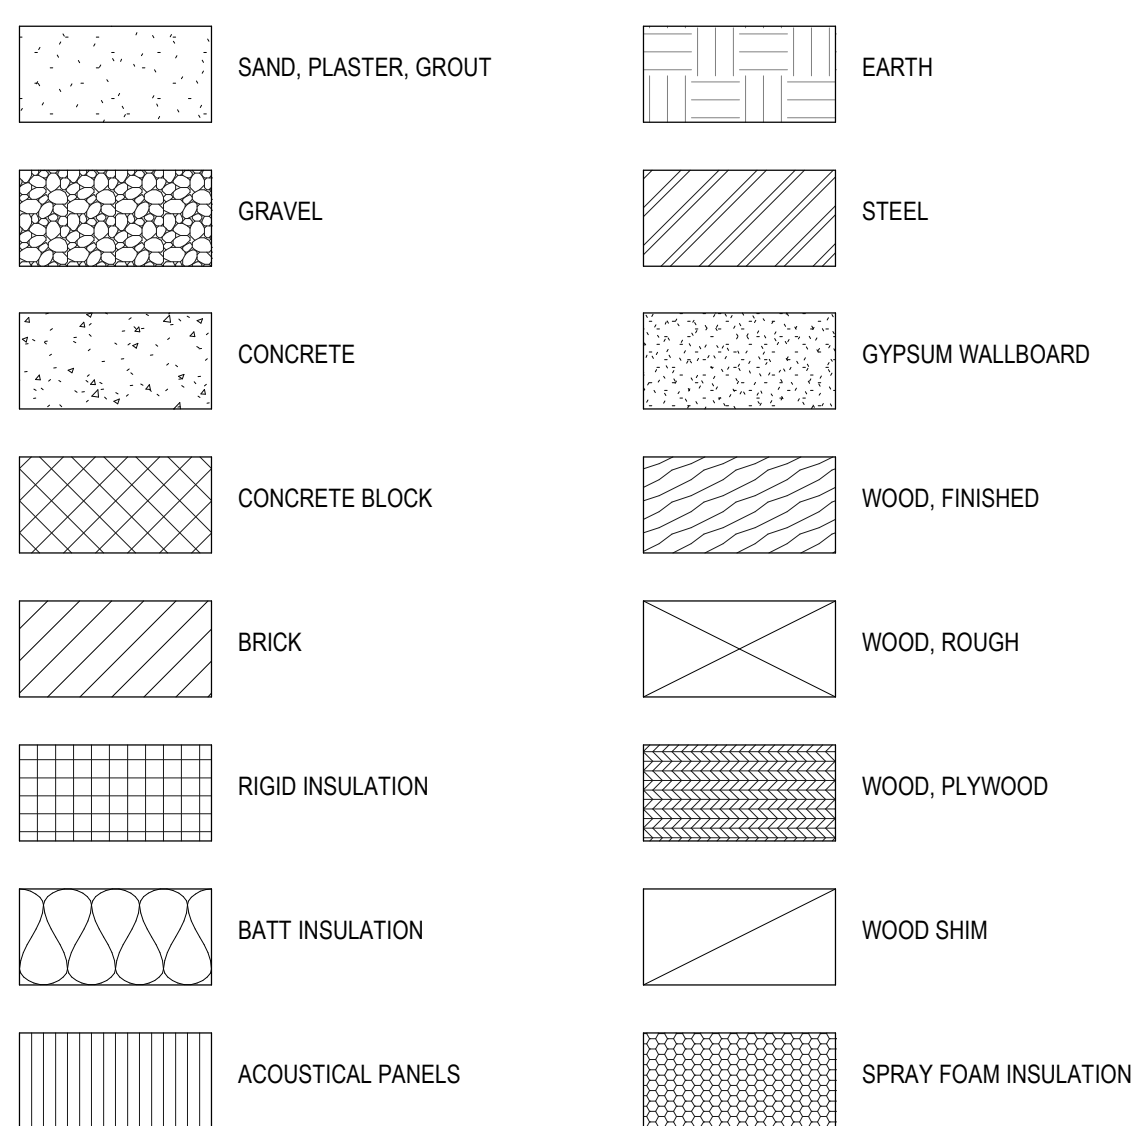 SAND, PLASTER, GROUT
EARTH
GRAVEL
STEEL
CONCRETE
GYPSUM WALLBOARD
CONCRETE BLOCK
WOOD, FINISHED
BRICK
WOOD, ROUGH
RIGID INSULATION
WOOD, PLYWOOD
BATT INSULATION
WOOD SHIM
ACOUSTICAL PANELS
SPRAY FOAM INSULATION